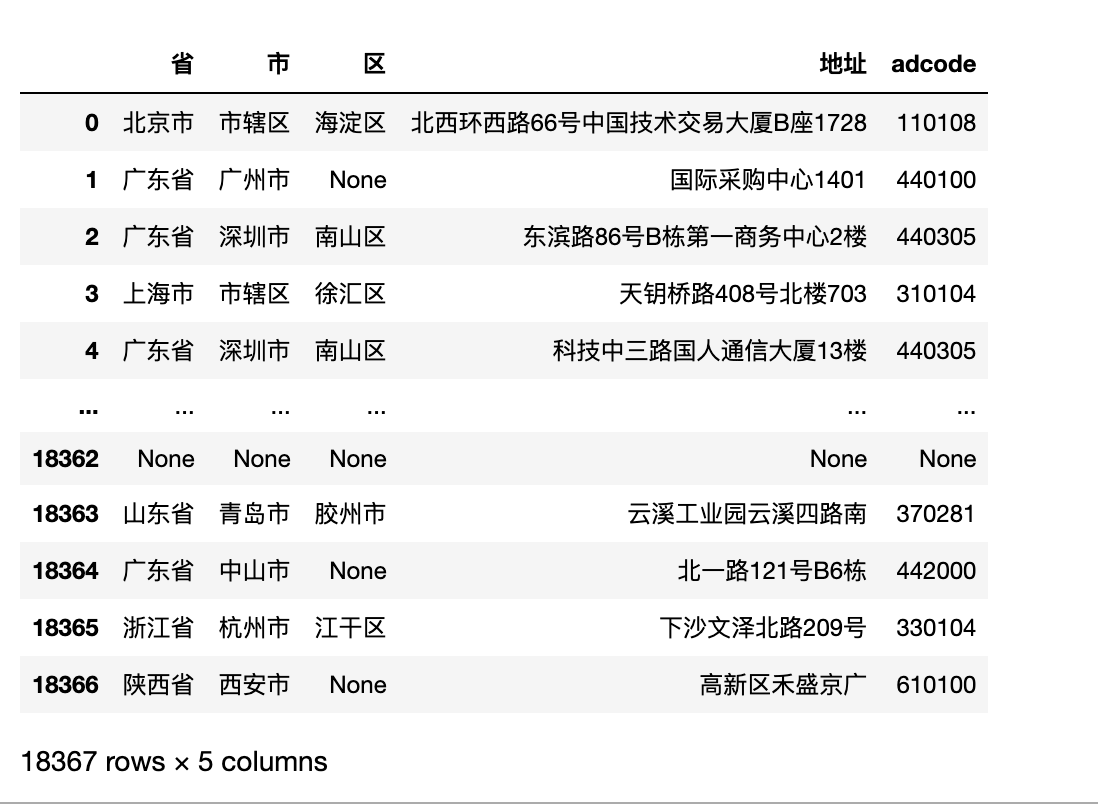 省 市 区 地址 adcode
0 北京市 市辖区 海淀区 北西环西路66号中国技术交易大厦B座1728 110108
1 广东省 广州市 None 国际采购中心1401 440100
2 广东省 深圳市 南山区 东滨路86号B栋第一商务中心2楼 440305
3 上海市 市辖区 徐汇区 天钥桥路408号北楼703 310104
4 广东省 深圳市 南山区 科技中三路国人通信大厦13楼 440305
... ... ... ... ... ...
18362 None None None None None
18363 山东省 青岛市 胶州市 云溪工业园云溪四路南 370281
18364 广东省 中山市 None 北一路121号B6栋 442000
18365 浙江省 杭州市 江干区 下沙文泽北路209号 330104
18366 陕西省 西安市 None 高新区禾盛京广 610100
18367 rows × 5 columns